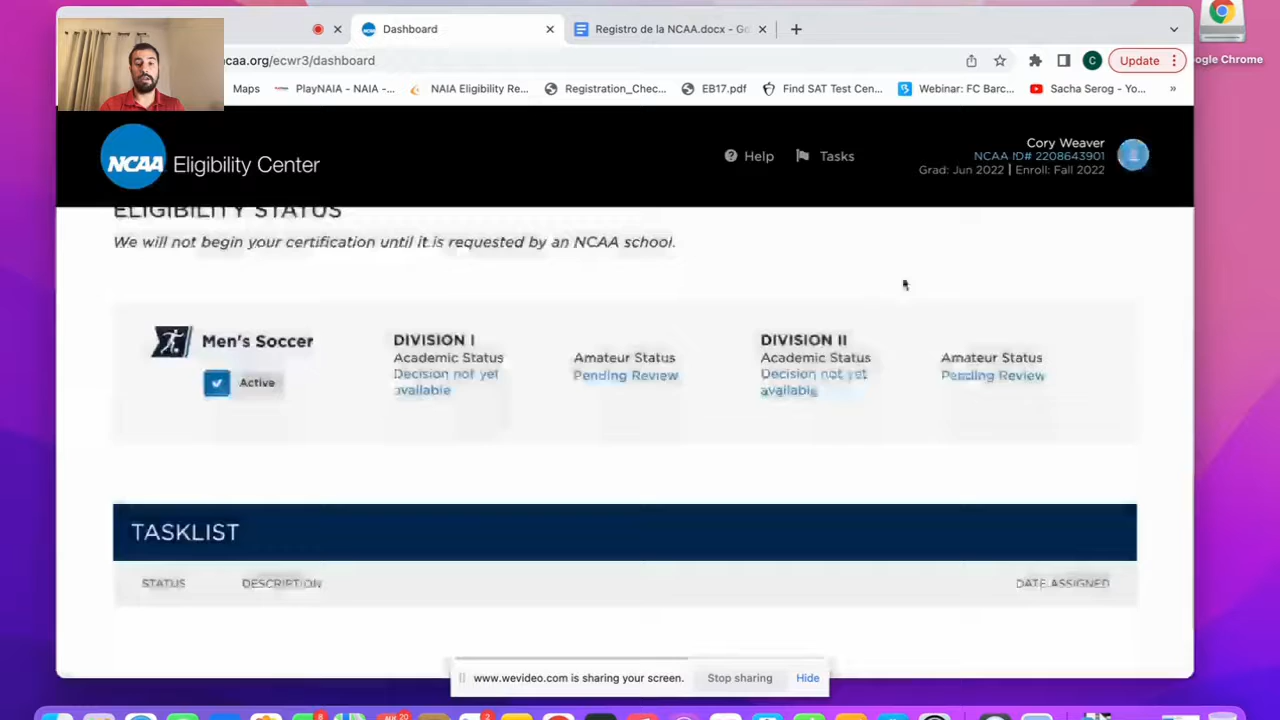 Dashboard
Registro de la NCAA.docx - Go
caa.org/ecwr3/dashboard
Update
Google Chrome
Maps
PlayNAIA - NAIA -...
NAIA Eligibility Re...
Registration_Chec...
EB17.pdf
Find SAT Test Cen...
Webinar: FC Barc...
Sacha Serog - Yo...
»
NCAA Eligibility Center
Help
Tasks
Cory Weaver
NCAA ID# 2208643901
Grad: Jun 2022 | Enroll: Fall 2022
ELIGIBILITY STATUS
We will not begin your certification until it is requested by an NCAA school.
Men's Soccer
Active
DIVISION I
Academic Status
Decision not yet
available
Amateur Status
Pending Review
DIVISION II
Academic Status
Decision not yet
available
Amateur Status
Pending Review
TASKLIST
STATUS
DESCRIPTION
DATE ASSIGNED
www.wevideo.com is sharing your screen.
Stop sharing
Hide